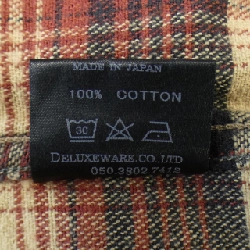 MADE IN JAPAN
100% COTTON
30
DELUXEWARE.CO.LTD
050 3802 7418